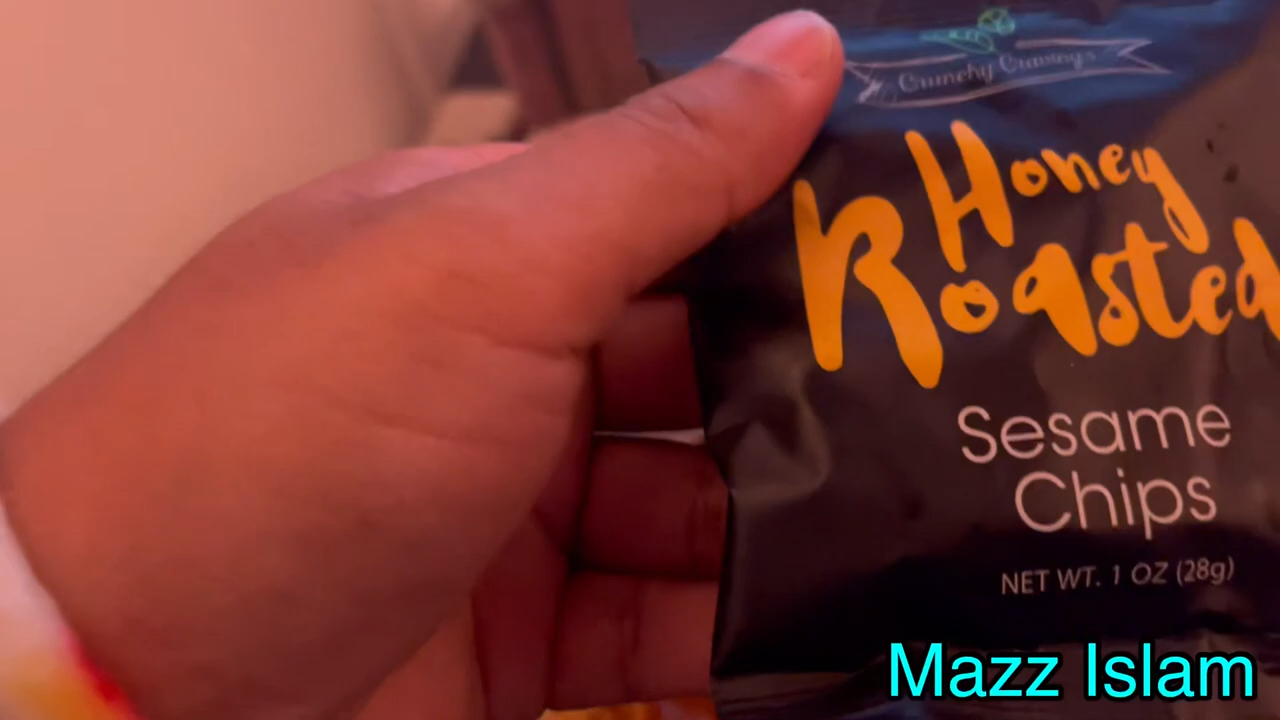 Crunchy Cravings
Honey
Roasted
Sesame
Chips
NET WT. 1 OZ (28g)
Mazz Islam